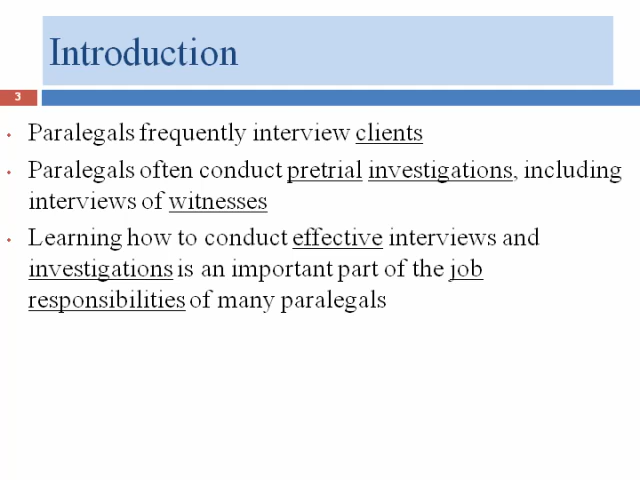 Introduction
3
• Paralegals frequently interview clients
• Paralegals often conduct pretrial investigations, including
interviews of witnesses
• Learning how to conduct effective interviews and
investigations is an important part of the job
responsibilities of many paralegals